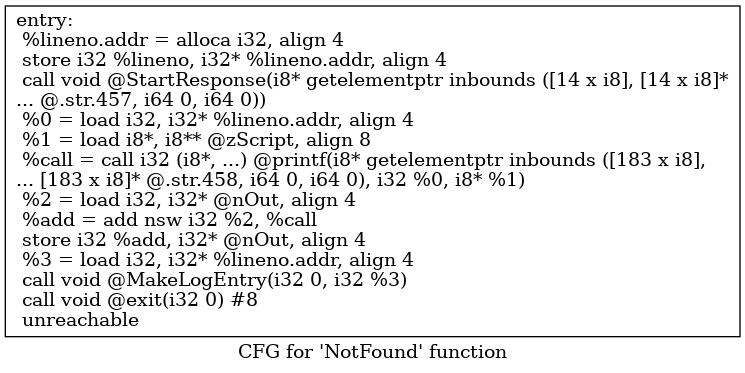 entry:
%lineno.addr = alloca i32, align 4
store i32 %lineno, i32* %lineno.addr, align 4
call void @StartResponse(i8* getelementptr inbounds ([14 x i8], [14 x i8]*
... @.str.457, i64 0, i64 0))
%0 = load i32, i32* %lineno.addr, align 4
%1 = load i8*, i8** @zScript, align 8
%call = call i32 (i8*, ...) @printf(i8* getelementptr inbounds ([183 x i8],
... [183 x i8]* @.str.458, i64 0, i64 0), i32 %0, i8* %1)
%2 = load i32, i32* @nOut, align 4
%add = add nsw i32 %2, %call
store i32 %add, i32* @nOut, align 4
%3 = load i32, i32* %lineno.addr, align 4
call void @MakeLogEntry(i32 0, i32 %3)
call void @exit(i32 0) #8
unreachable
CFG for 'NotFound' function